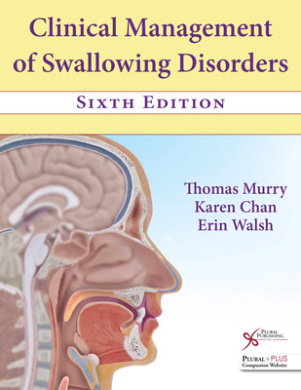 Clinical Management
of Swallowing Disorders
SIXTH EDITION
Thomas Murry
Karen Chan
Erin Walsh
PLURAL
PUBLISHING
PLURAL+PLUS
Companion Website